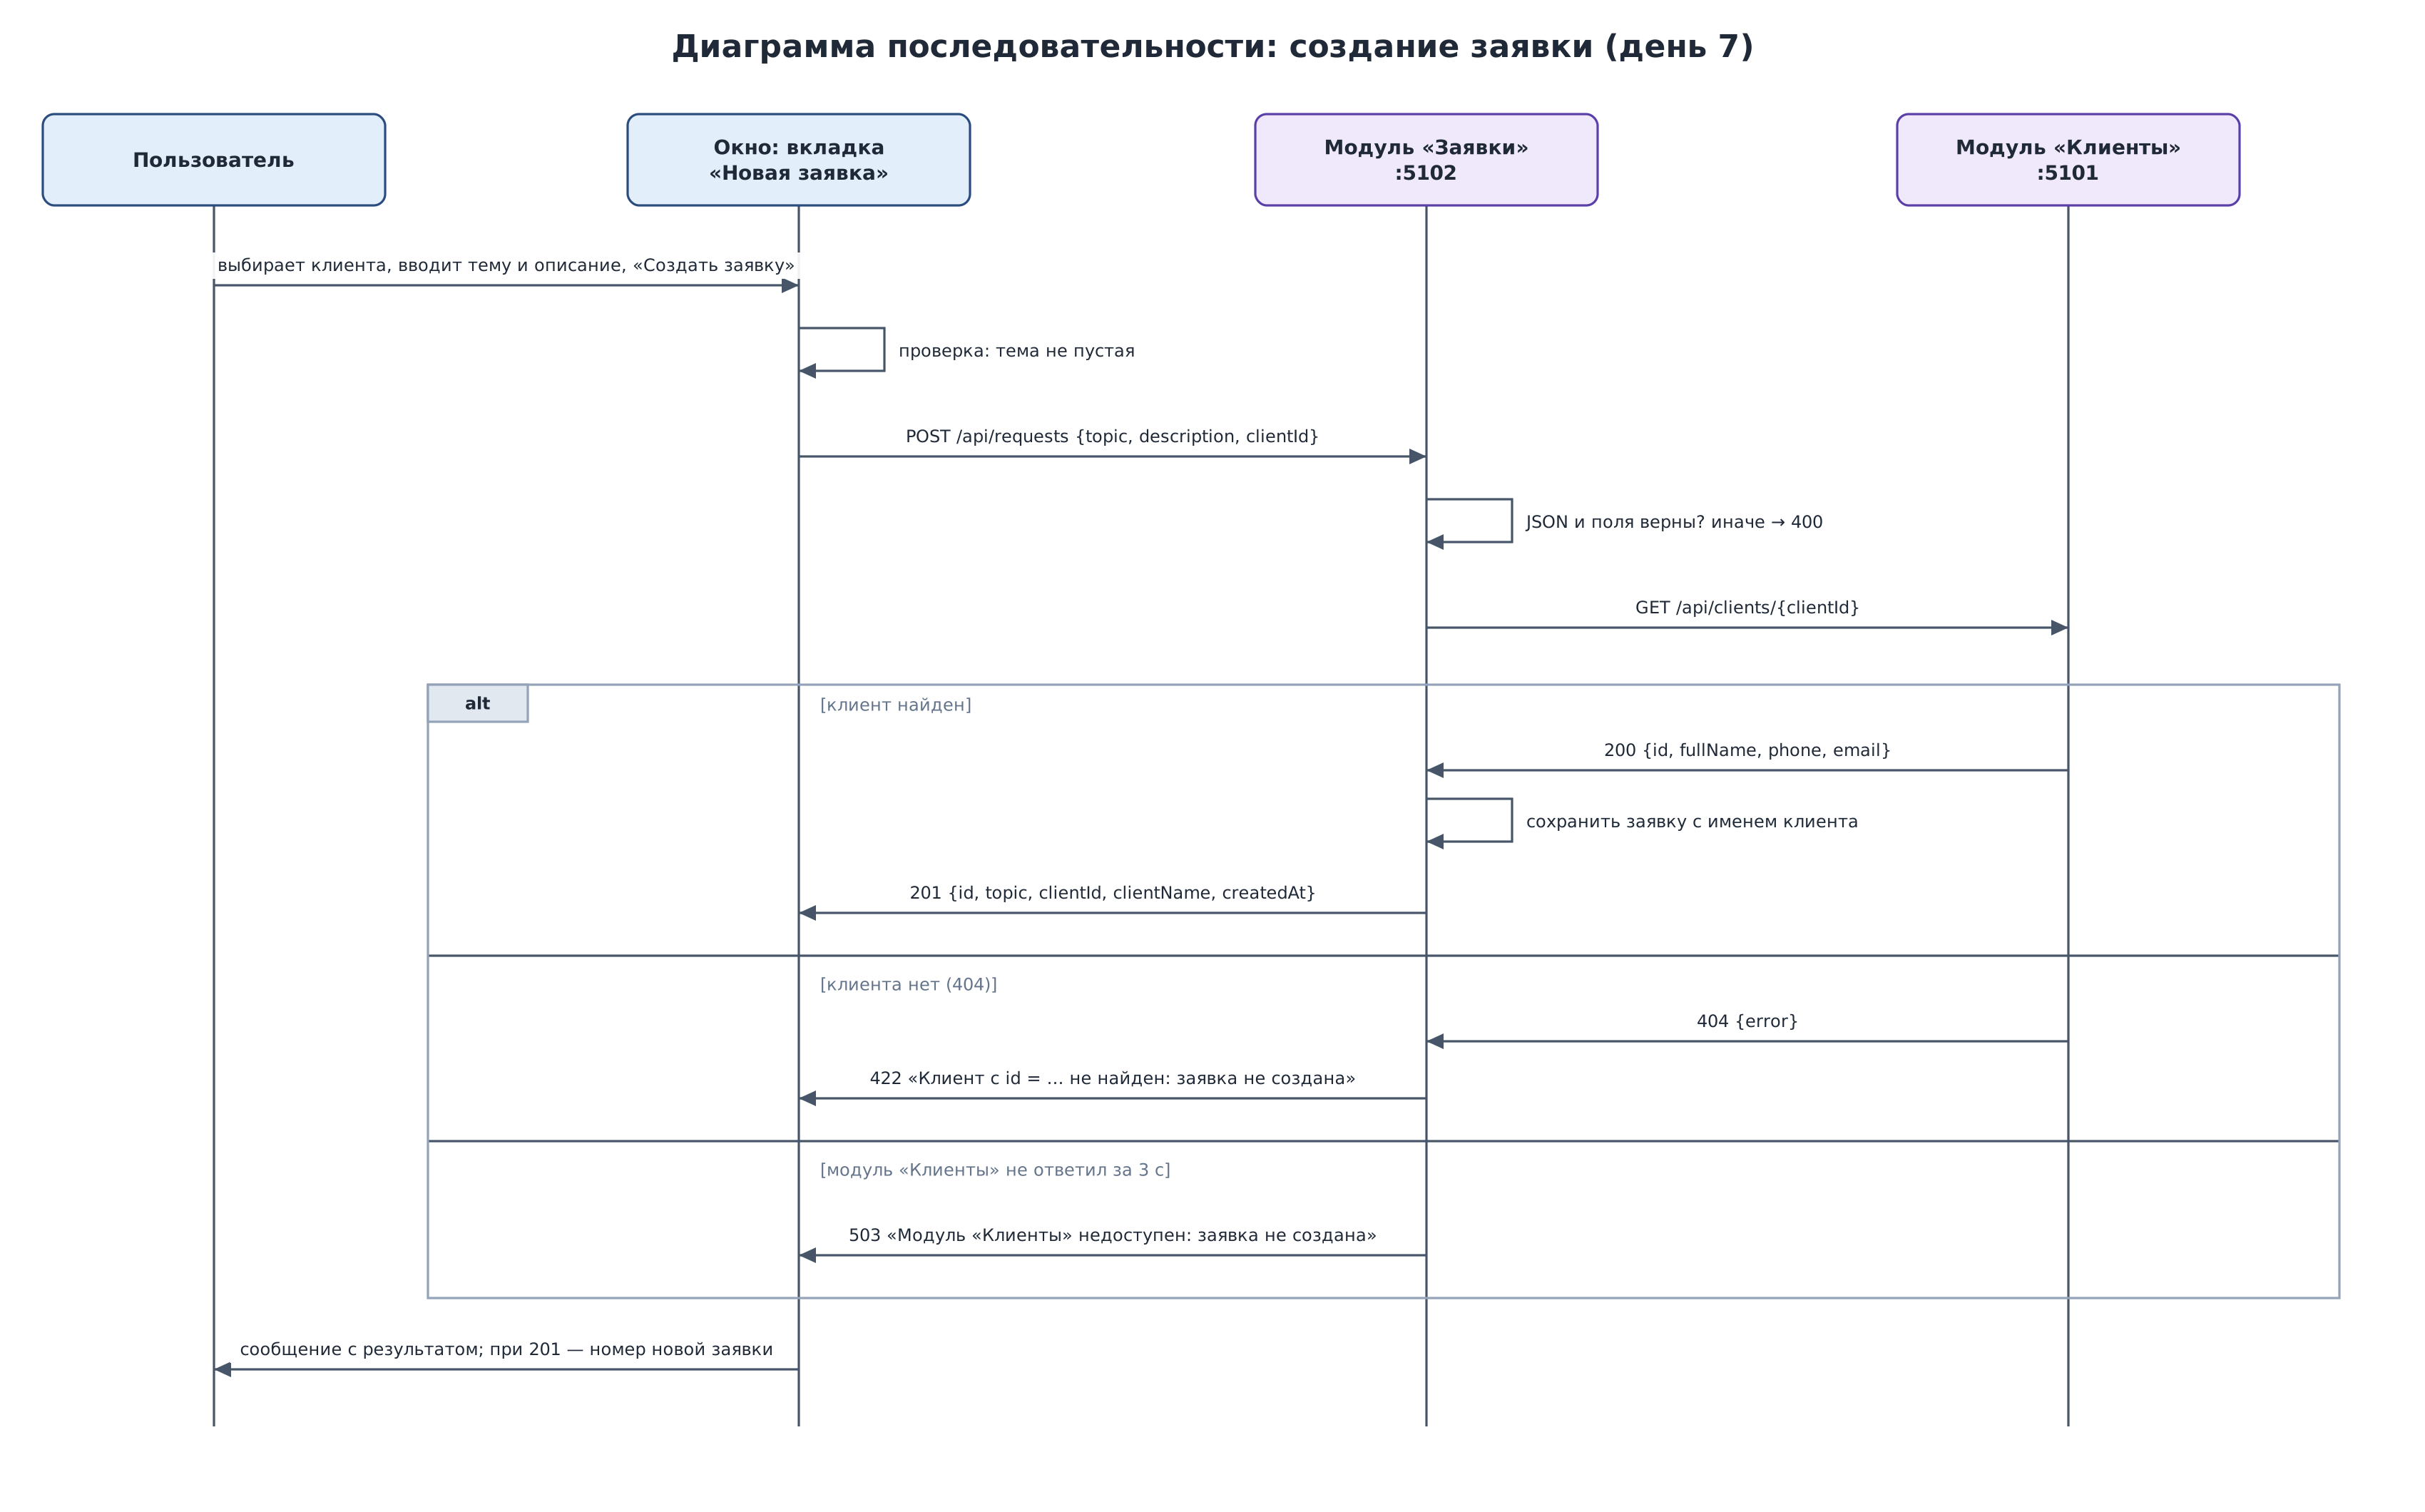 Диаграмма последовательности: создание заявки (день 7)
Пользователь
Окно: вкладка
«Новая заявка»
Модуль «Заявки»
:5102
Модуль «Клиенты»
:5101
выбирает клиента, вводит тему и описание, «Создать заявку»
проверка: тема не пустая
POST /api/requests {topic, description, clientId}
JSON и поля верны? иначе → 400
GET /api/clients/{clientId}
alt
[клиент найден]
200 {id, fullName, phone, email}
сохранить заявку с именем клиента
201 {id, topic, clientId, clientName, createdAt}
[клиента нет (404)]
404 {error}
422 «Клиент с id = … не найден: заявка не создана»
[модуль «Клиенты» не ответил за 3 с]
503 «Модуль «Клиенты» недоступен: заявка не создана»
сообщение с результатом; при 201 — номер новой заявки